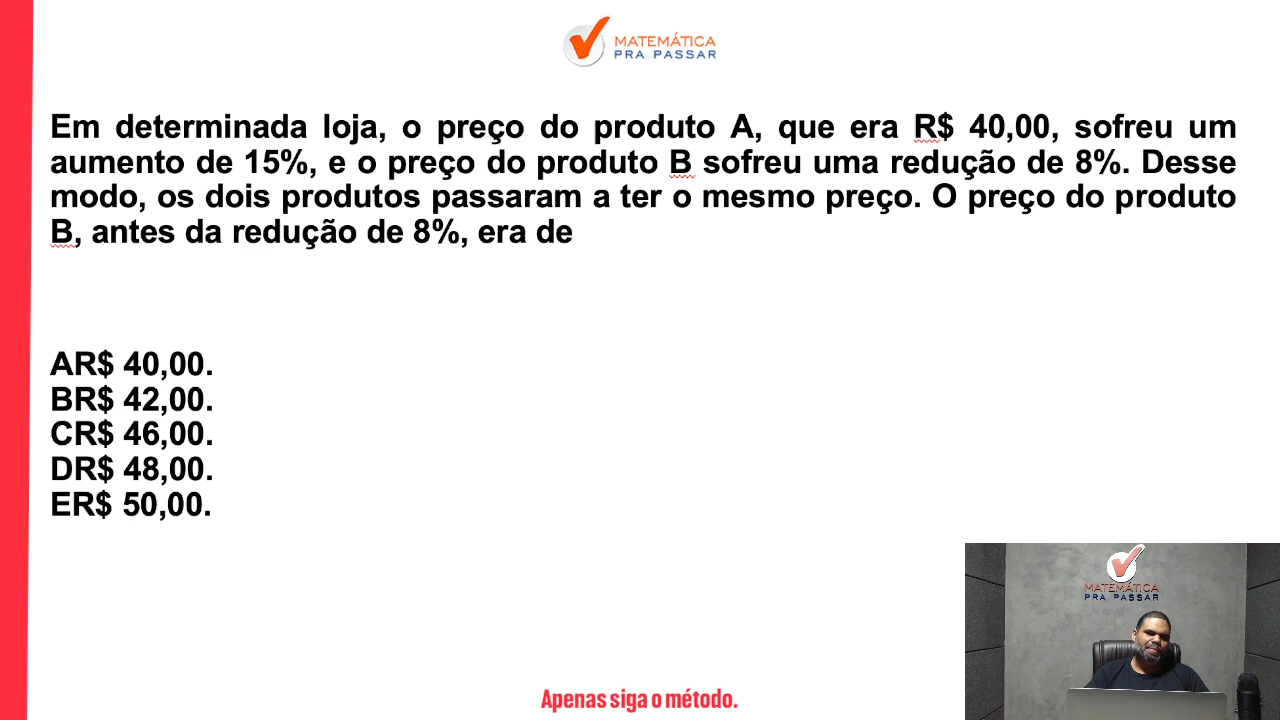 MATEMÁTICA
PRA PASSAR
Em determinada loja, o preço do produto A, que era R$ 40,00, sofreu um
aumento de 15%, e o preço do produto B sofreu uma redução de 8%. Desse
modo, os dois produtos passaram a ter o mesmo preço. O preço do produto
B, antes da redução de 8%, era de
AR$ 40,00.
BR$ 42,00.
CR$ 46,00.
DR$ 48,00.
ER$ 50,00.
MATEMÁTICA
PRA PASSAR
Apenas siga o método.